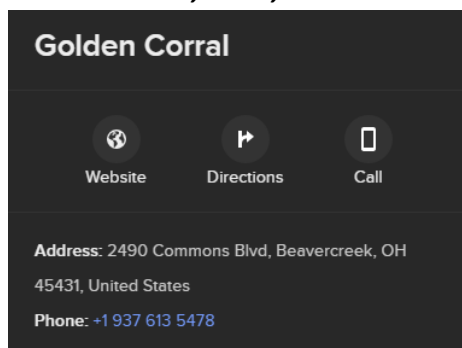 Golden Corral
Website Directions Call
Address: 2490 Commons Blvd, Beavercreek, OH
45431, United States
Phone: +1 937 613 5478